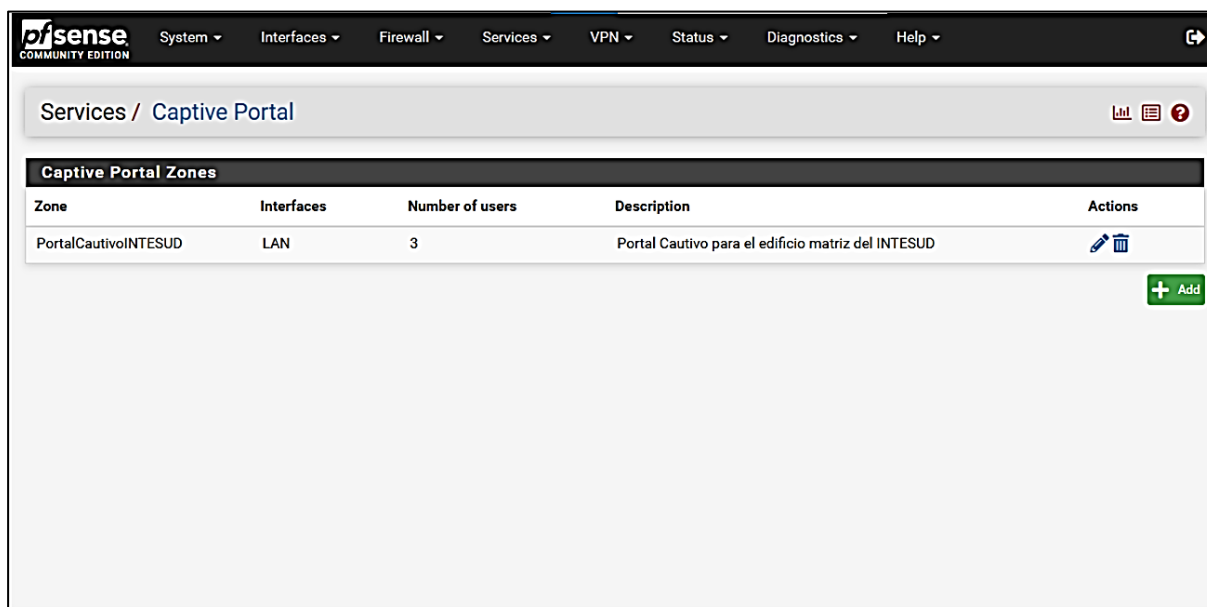 pfsense
COMMUNITY EDITION
System Interfaces Firewall Services VPN Status Diagnostics Help
Services / Captive Portal
Captive Portal Zones
Zone Interfaces Number of users Description Actions
PortalCautivoINTESUD LAN 3 Portal Cautivo para el edificio matriz del INTESUD
+ Add